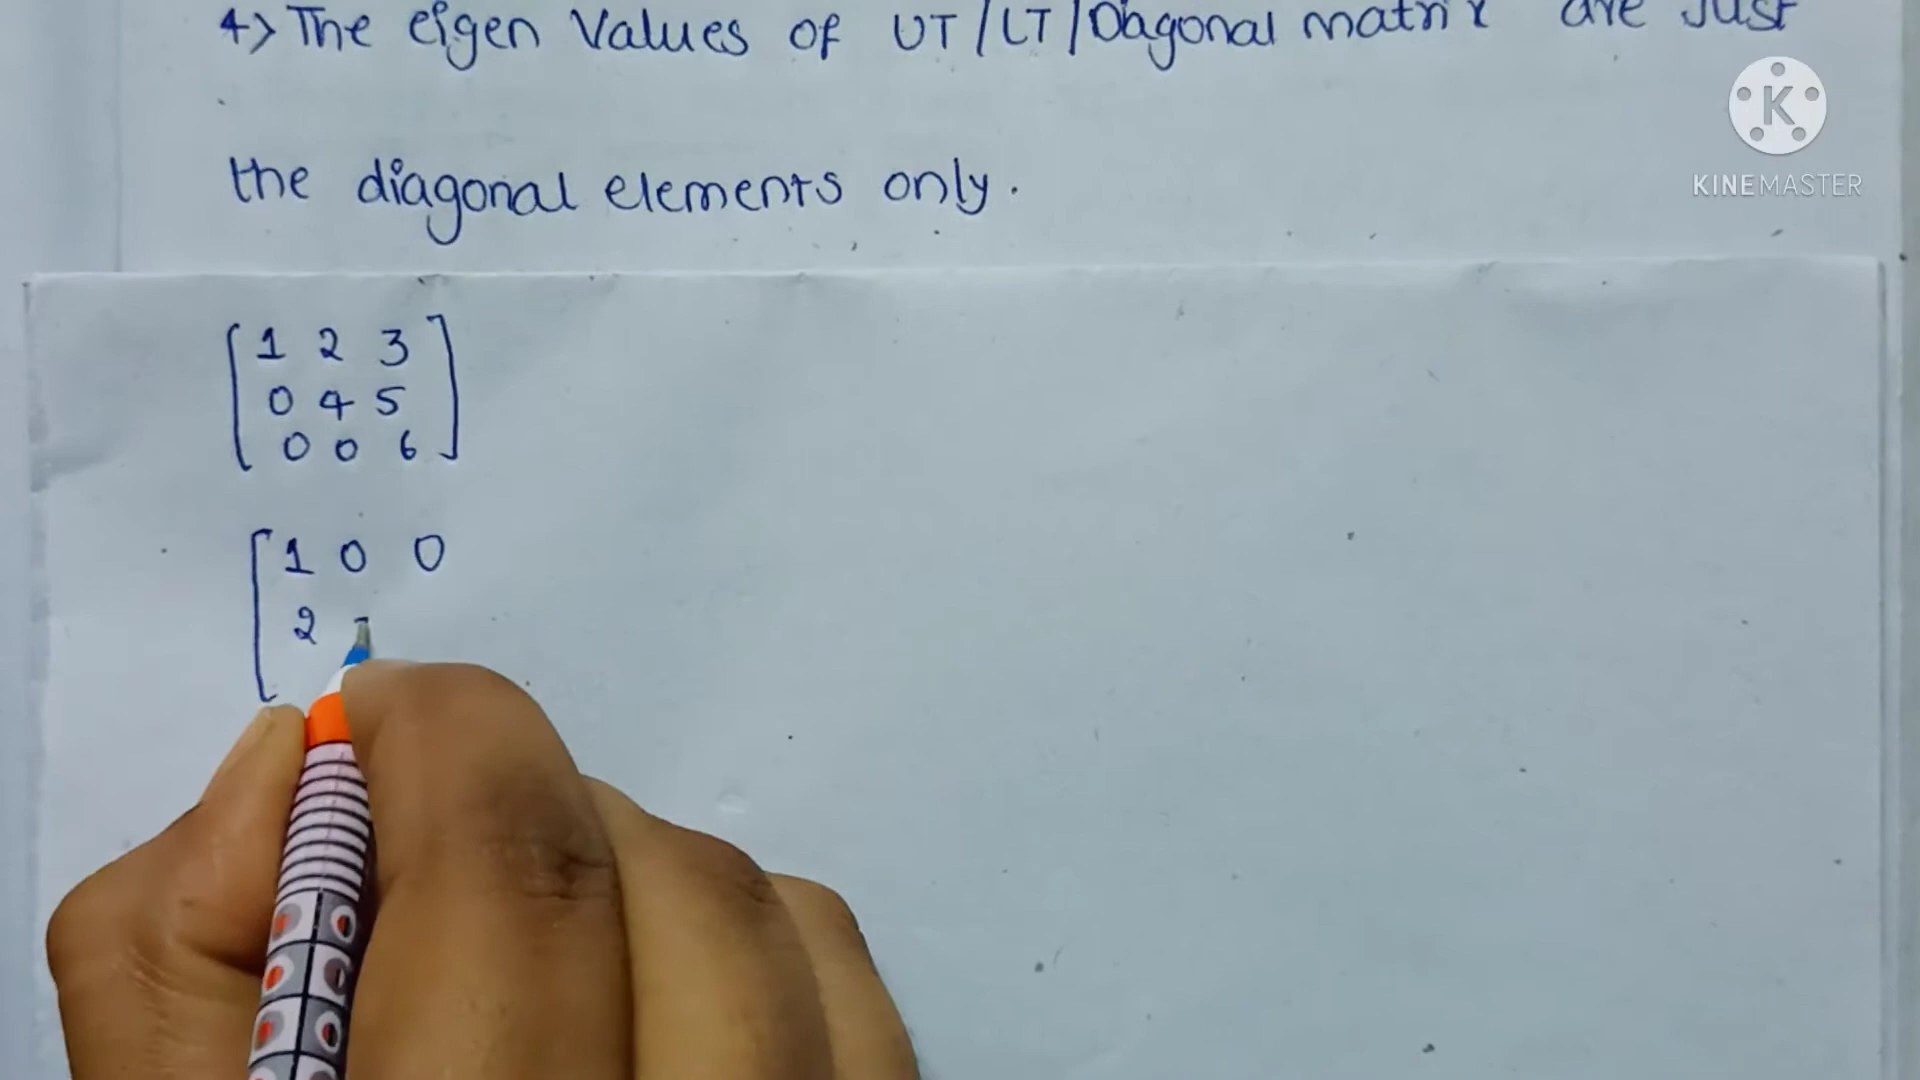 4> The eigen values of UT/LT/Diagonal matrix are Just
the diagonal elements only.
K
KINEMASTER
1 2 3
0 4 5
0 0 6
1 0 0
2